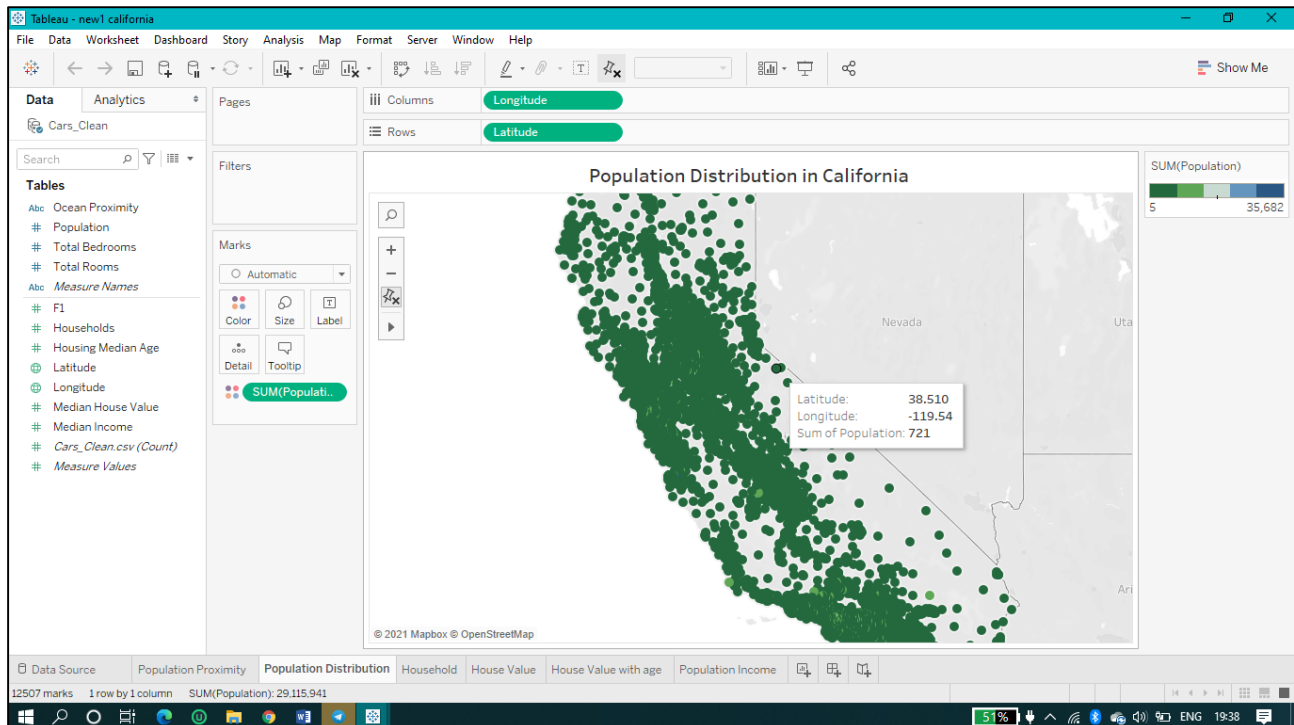 Tableau - new1 california
File Data Worksheet Dashboard Story Analysis Map Format Server Window Help
Show Me
Data Analytics
Cars_Clean
Search
Tables
Abc Ocean Proximity
# Population
# Total Bedrooms
# Total Rooms
Abc Measure Names
# F1
# Households
# Housing Median Age
Latitude
Longitude
# Median House Value
# Median Income
# Cars_Clean.csv (Count)
# Measure Values
Pages
Filters
Marks
Automatic
Color Size Label
Detail Tooltip
SUM(Populati..
Columns Longitude
Rows Latitude
Population Distribution in California
Nevada
Uta
Ari
Latitude: 38.510
Longitude: -119.54
Sum of Population: 721
© 2021 Mapbox © OpenStreetMap
SUM(Population)
5 35,682
Data Source Population Proximity Population Distribution Household House Value House Value with age Population Income
12507 marks 1 row by 1 column SUM(Population): 29,115,941
51% ENG 19:38